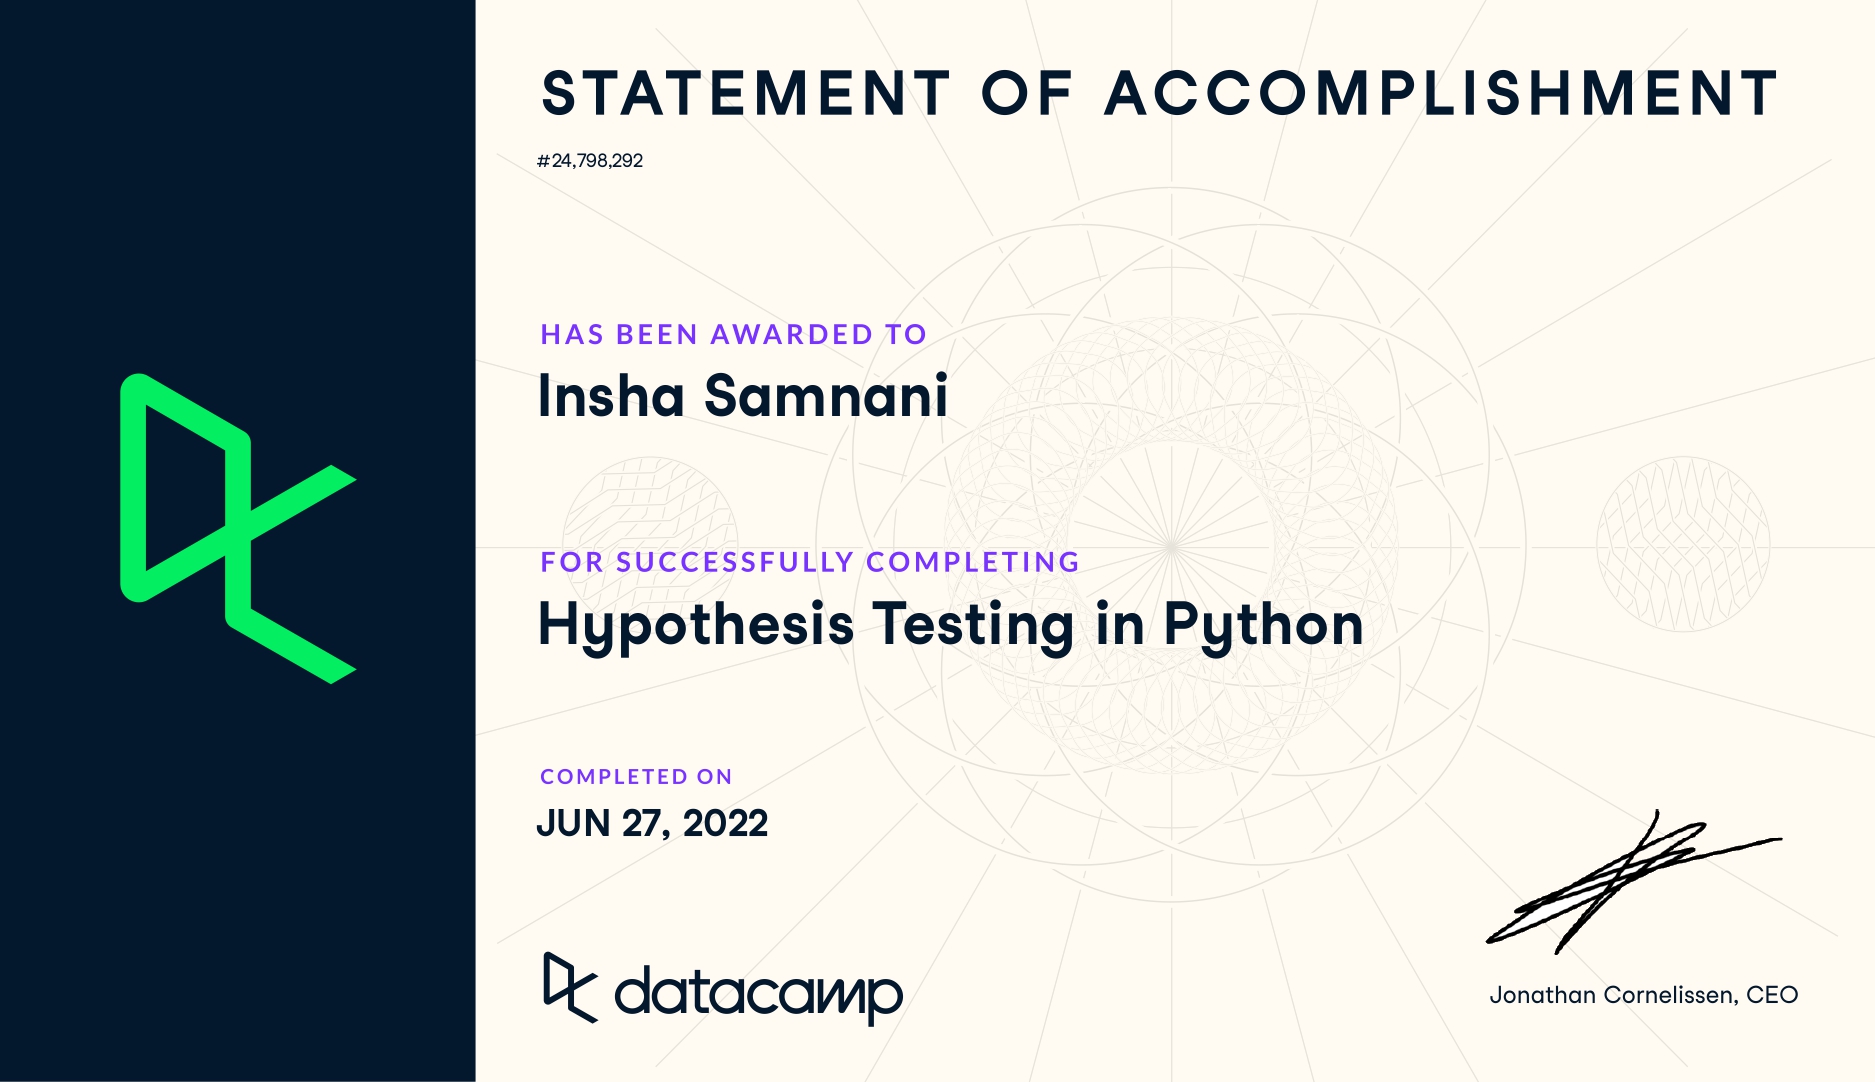 STATEMENT OF ACCOMPLISHMENT
#24,798,292
HAS BEEN AWARDED TO
Insha Samnani
FOR SUCCESSFULLY COMPLETING
Hypothesis Testing in Python
COMPLETED ON
JUN 27, 2022
datacamp
Jonathan Cornelissen, CEO